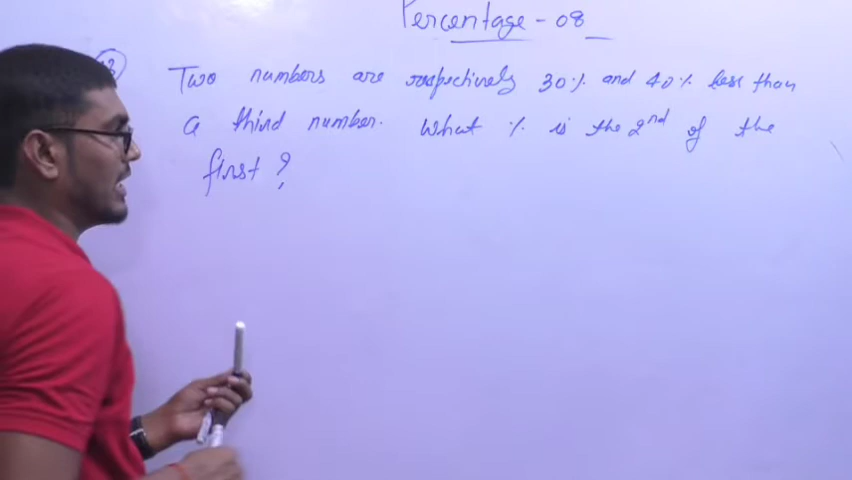 Percentage - 08
Two numbers are respectively 30% and 40% less than
a third number. What % is the 2nd of the
first ?